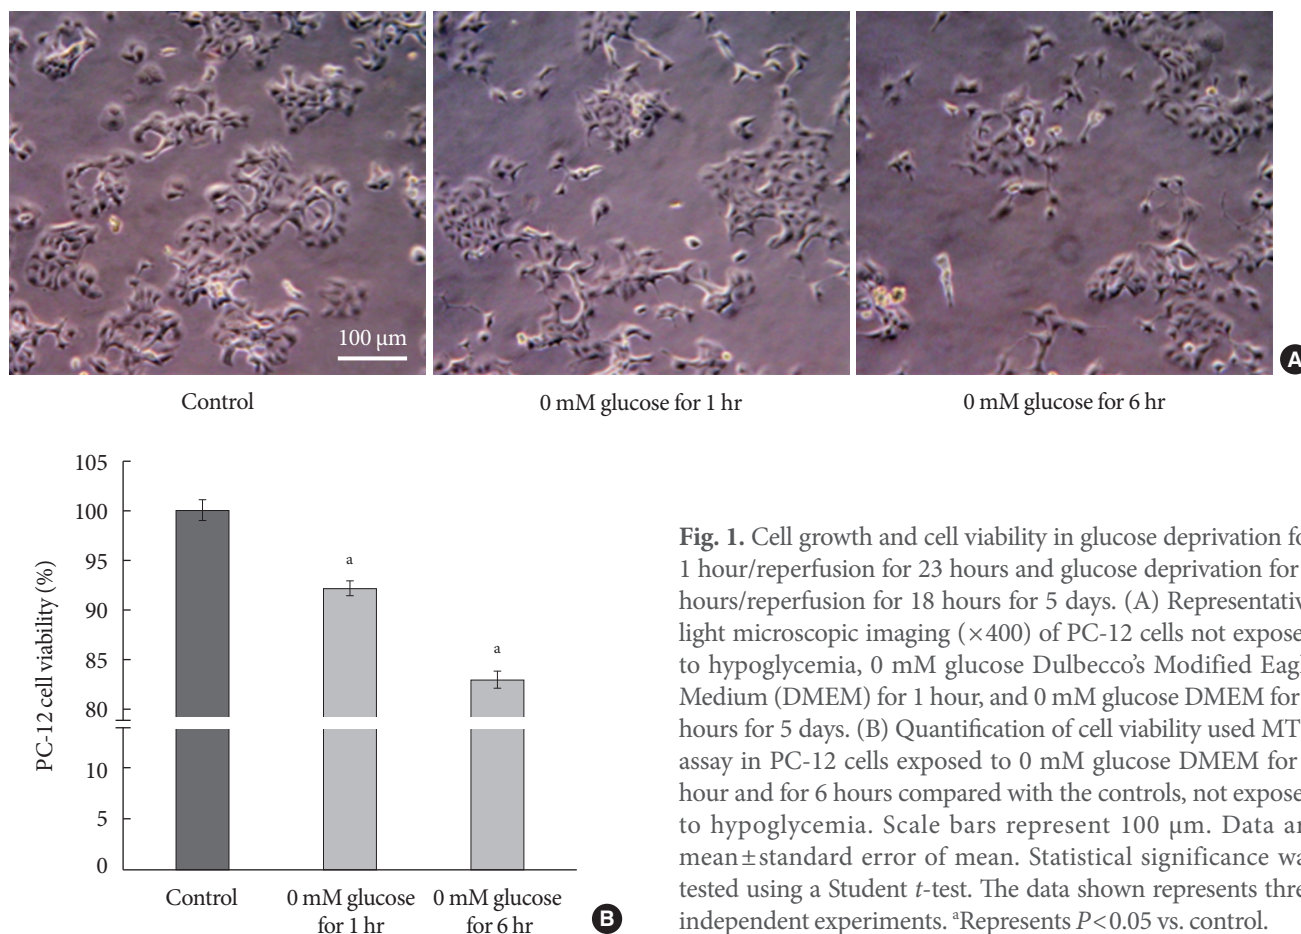 100 µm
A
Control
0 mM glucose for 1 hr
0 mM glucose for 6 hr
105
100
95
90
85
80
10
5
0
PC-12 cell viability (%)
a
a
Control
0 mM glucose
for 1 hr
0 mM glucose
for 6 hr
B
Fig. 1. Cell growth and cell viability in glucose deprivation
1 hour/reperfusion for 23 hours and glucose deprivation for
hours/reperfusion for 18 hours for 5 days. (A) Representativ
light microscopic imaging (×400) of PC-12 cells not expose
to hypoglycemia, 0 mM glucose Dulbecco's Modified Eagl
Medium (DMEM) for 1 hour, and 0 mM glucose DMEM for
hours for 5 days. (B) Quantification of cell viability used MT
assay in PC-12 cells exposed to 0 mM glucose DMEM for
hour and for 6 hours compared with the controls, not expose
to hypoglycemia. Scale bars represent 100 µm. Data ar
mean±standard error of mean. Statistical significance wa
tested using a Student t-test. The data shown represents thre
independent experiments. ᵃRepresents P<0.05 vs. control.